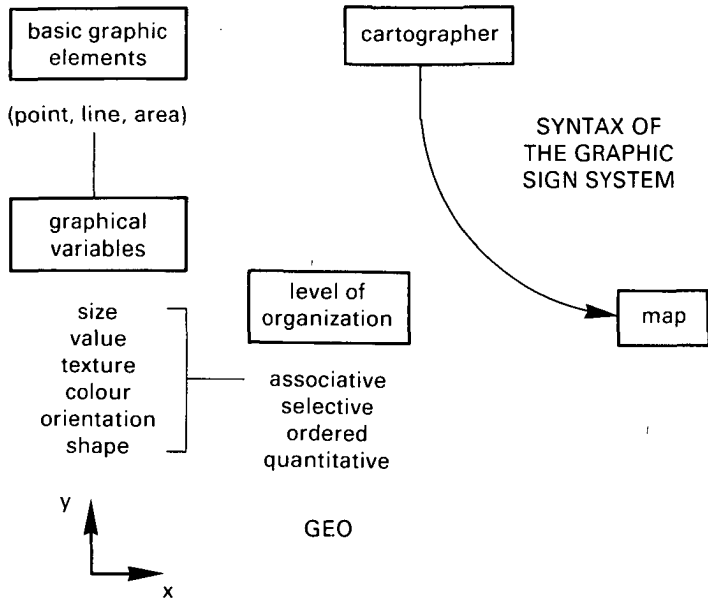 basic graphic
elements
(point, line, area)
graphical
variables
size
value
texture
colour
orientation
shape
level of
organization
associative
selective
ordered
quantitative
GEO
y
x
cartographer
SYNTAX OF
THE GRAPHIC
SIGN SYSTEM
map